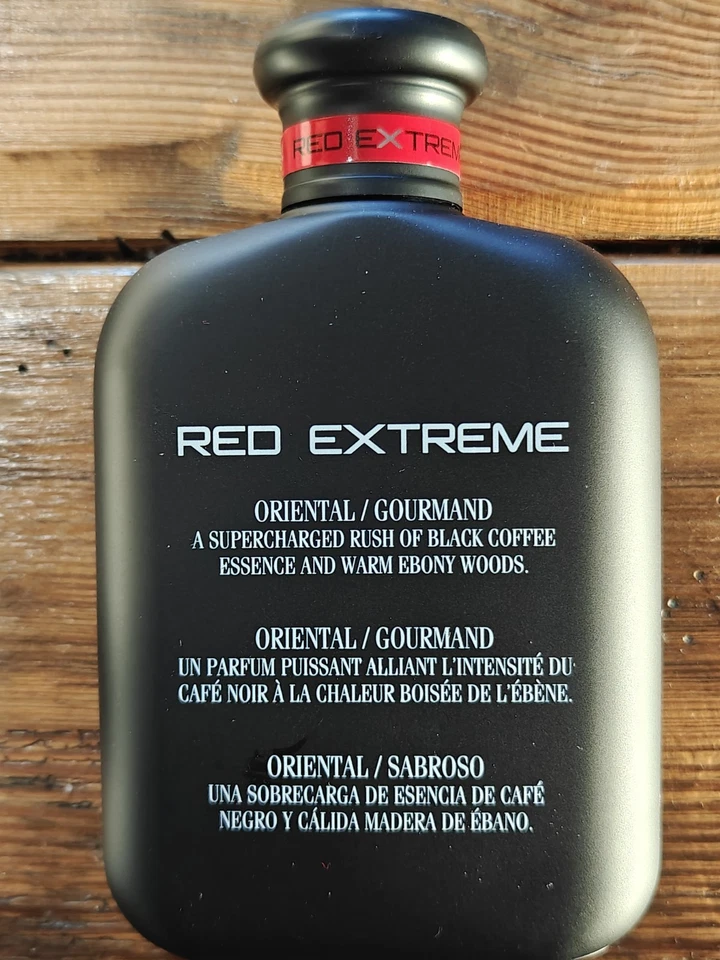 RED EXTREM
RED EXTREME
ORIENTAL / GOURMAND
A SUPERCHARGED RUSH OF BLACK COFFEE
ESSENCE AND WARM EBONY WOODS.
ORIENTAL / GOURMAND
UN PARFUM PUISSANT ALLIANT L'INTENSITÉ DU
CAFÉ NOIR À LA CHALEUR BOISÉE DE L'ÉBÈNE.
ORIENTAL / SABROSO
UNA SOBRECARGA DE ESENCIA DE CAFÉ
NEGRO Y CÁLIDA MADERA DE ÉBANO.